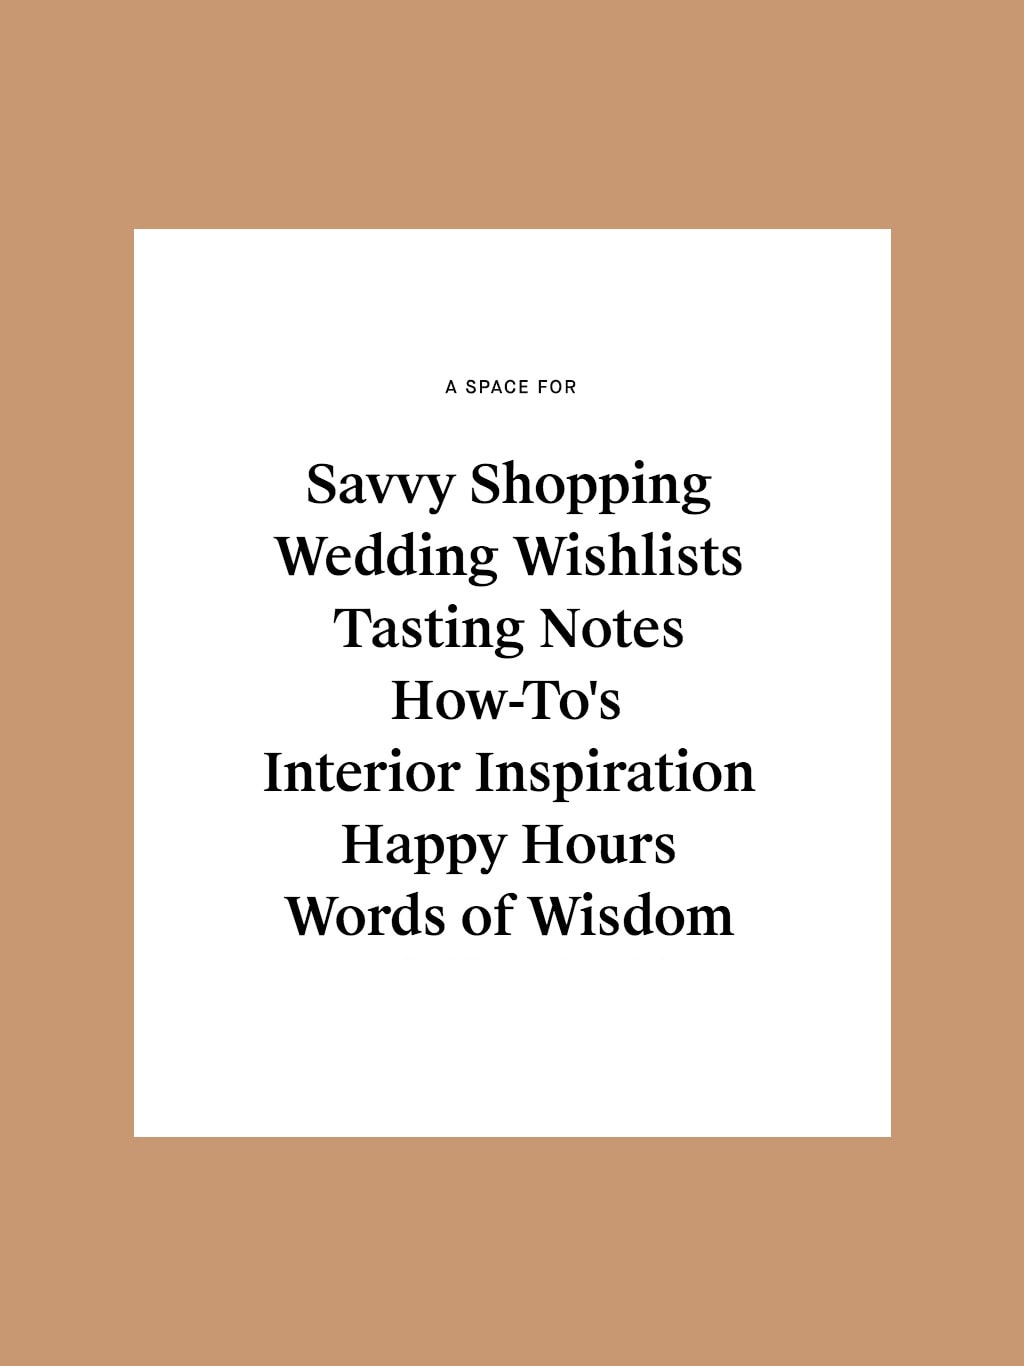 A SPACE FOR
Savvy Shopping
Wedding Wishlists
Tasting Notes
How-To's
Interior Inspiration
Happy Hours
Words of Wisdom